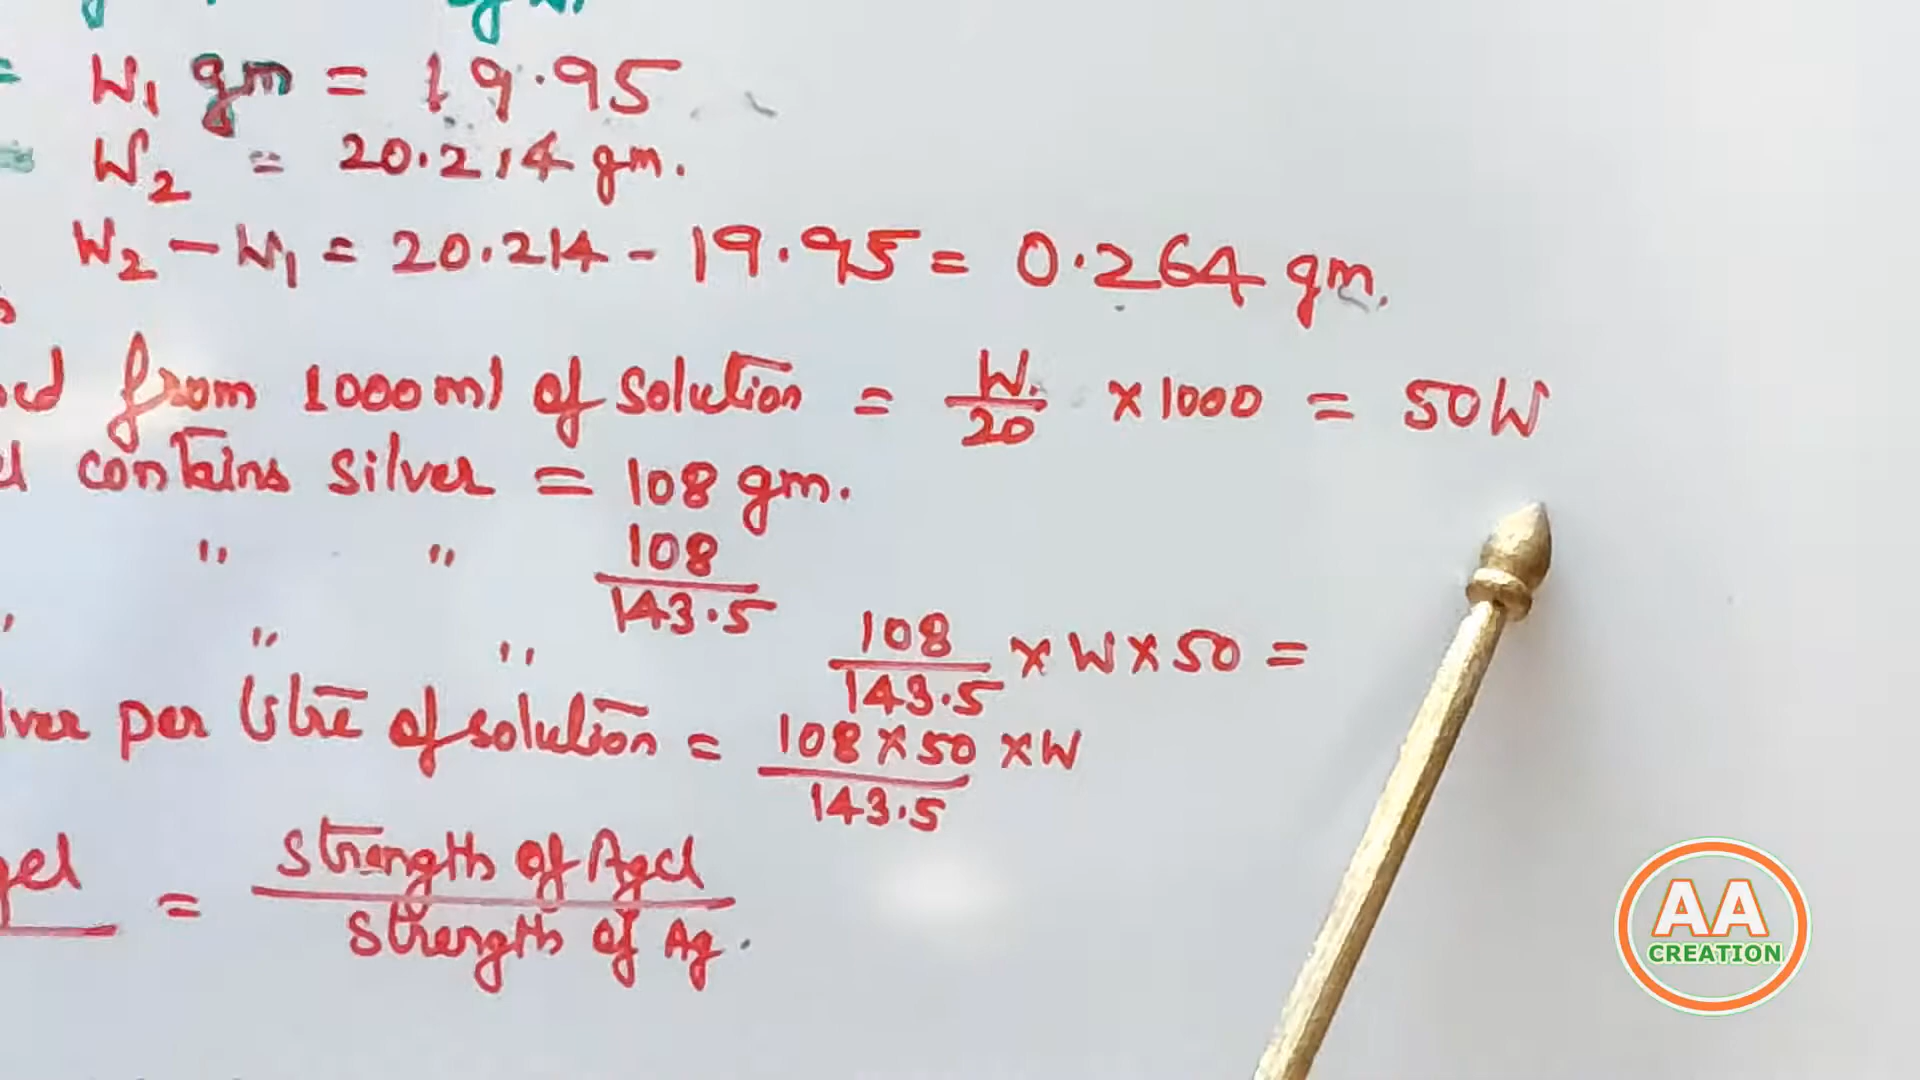 = W₁ gm = 19.95
= W₂ = 20.214 gm.
W₂ - W₁ = 20.214 - 19.95 = 0.264 gm.
from 1000 ml of solution = W/20 × 1000 = 50W
contains silver = 108 gm.
" " 108/143.5
" " " 108/143.5 × W × 50 =
per litre of solution = 108 × 50/143.5 × W
= Strength of Agcl/Strength of Ag.
AA
CREATION